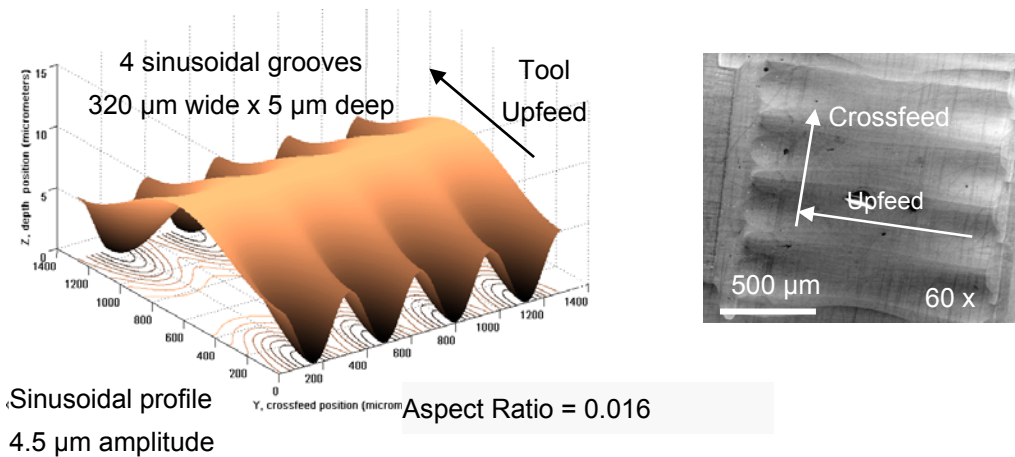 4 sinusoidal grooves
320 µm wide x 5 µm deep
Tool
Upfeed
Z, depth position (micrometers)
15
10
5
0
1400
1200
1000
800
600
400
200
0
200
400
600
800
1000
1200
1400
Y, crossfeed position (microm
Sinusoidal profile
4.5 µm amplitude
Aspect Ratio = 0.016
Crossfeed
Upfeed
500 µm
60 x